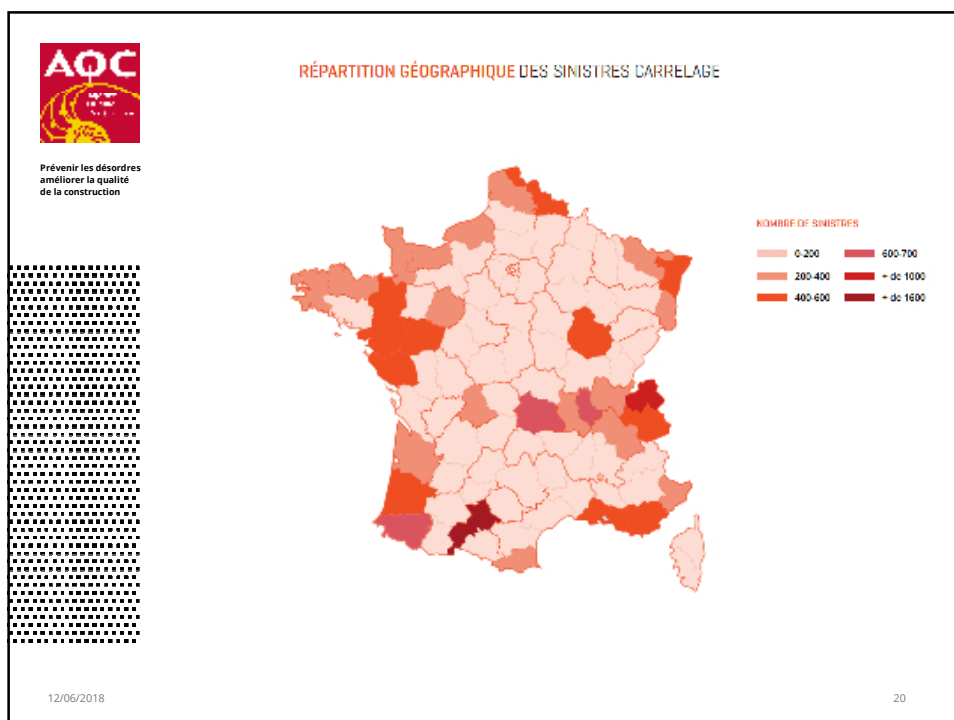 AQC
Prévenir les désordres
améliorer la qualité
de la construction
RÉPARTITION GÉOGRAPHIQUE DES SINISTRES CARRELAGE
NOMBRE DE SINISTRES
0-200
200-400
400-600
600-700
+ de 1000
+ de 1600
12/06/2018
20